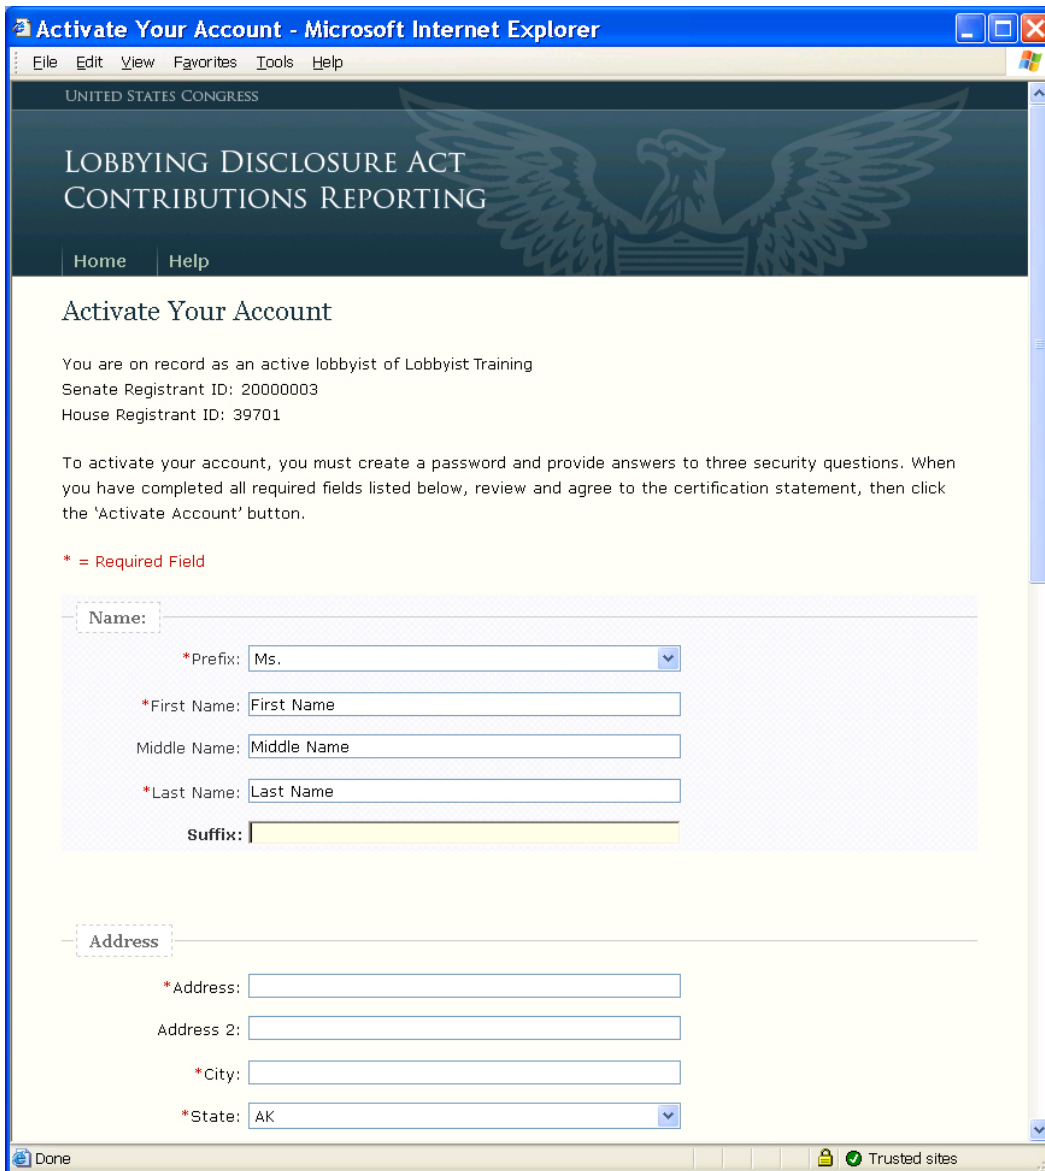 Activate Your Account - Microsoft Internet Explorer
File Edit View Favorites Tools Help
UNITED STATES CONGRESS
LOBBYING DISCLOSURE ACT
CONTRIBUTIONS REPORTING
Home Help
Activate Your Account
You are on record as an active lobbyist of Lobbyist Training
Senate Registrant ID: 20000003
House Registrant ID: 39701
To activate your account, you must create a password and provide answers to three security questions. When
you have completed all required fields listed below, review and agree to the certification statement, then click
the ‘Activate Account’ button.
* = Required Field
Name:
*Prefix: Ms.
*First Name: First Name
Middle Name: Middle Name
*Last Name: Last Name
Suffix:
Address
*Address:
Address 2:
*City:
*State: AK
Done Trusted sites